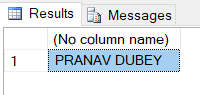 Results Messages
(No column name)
1 PRANAV DUBEY